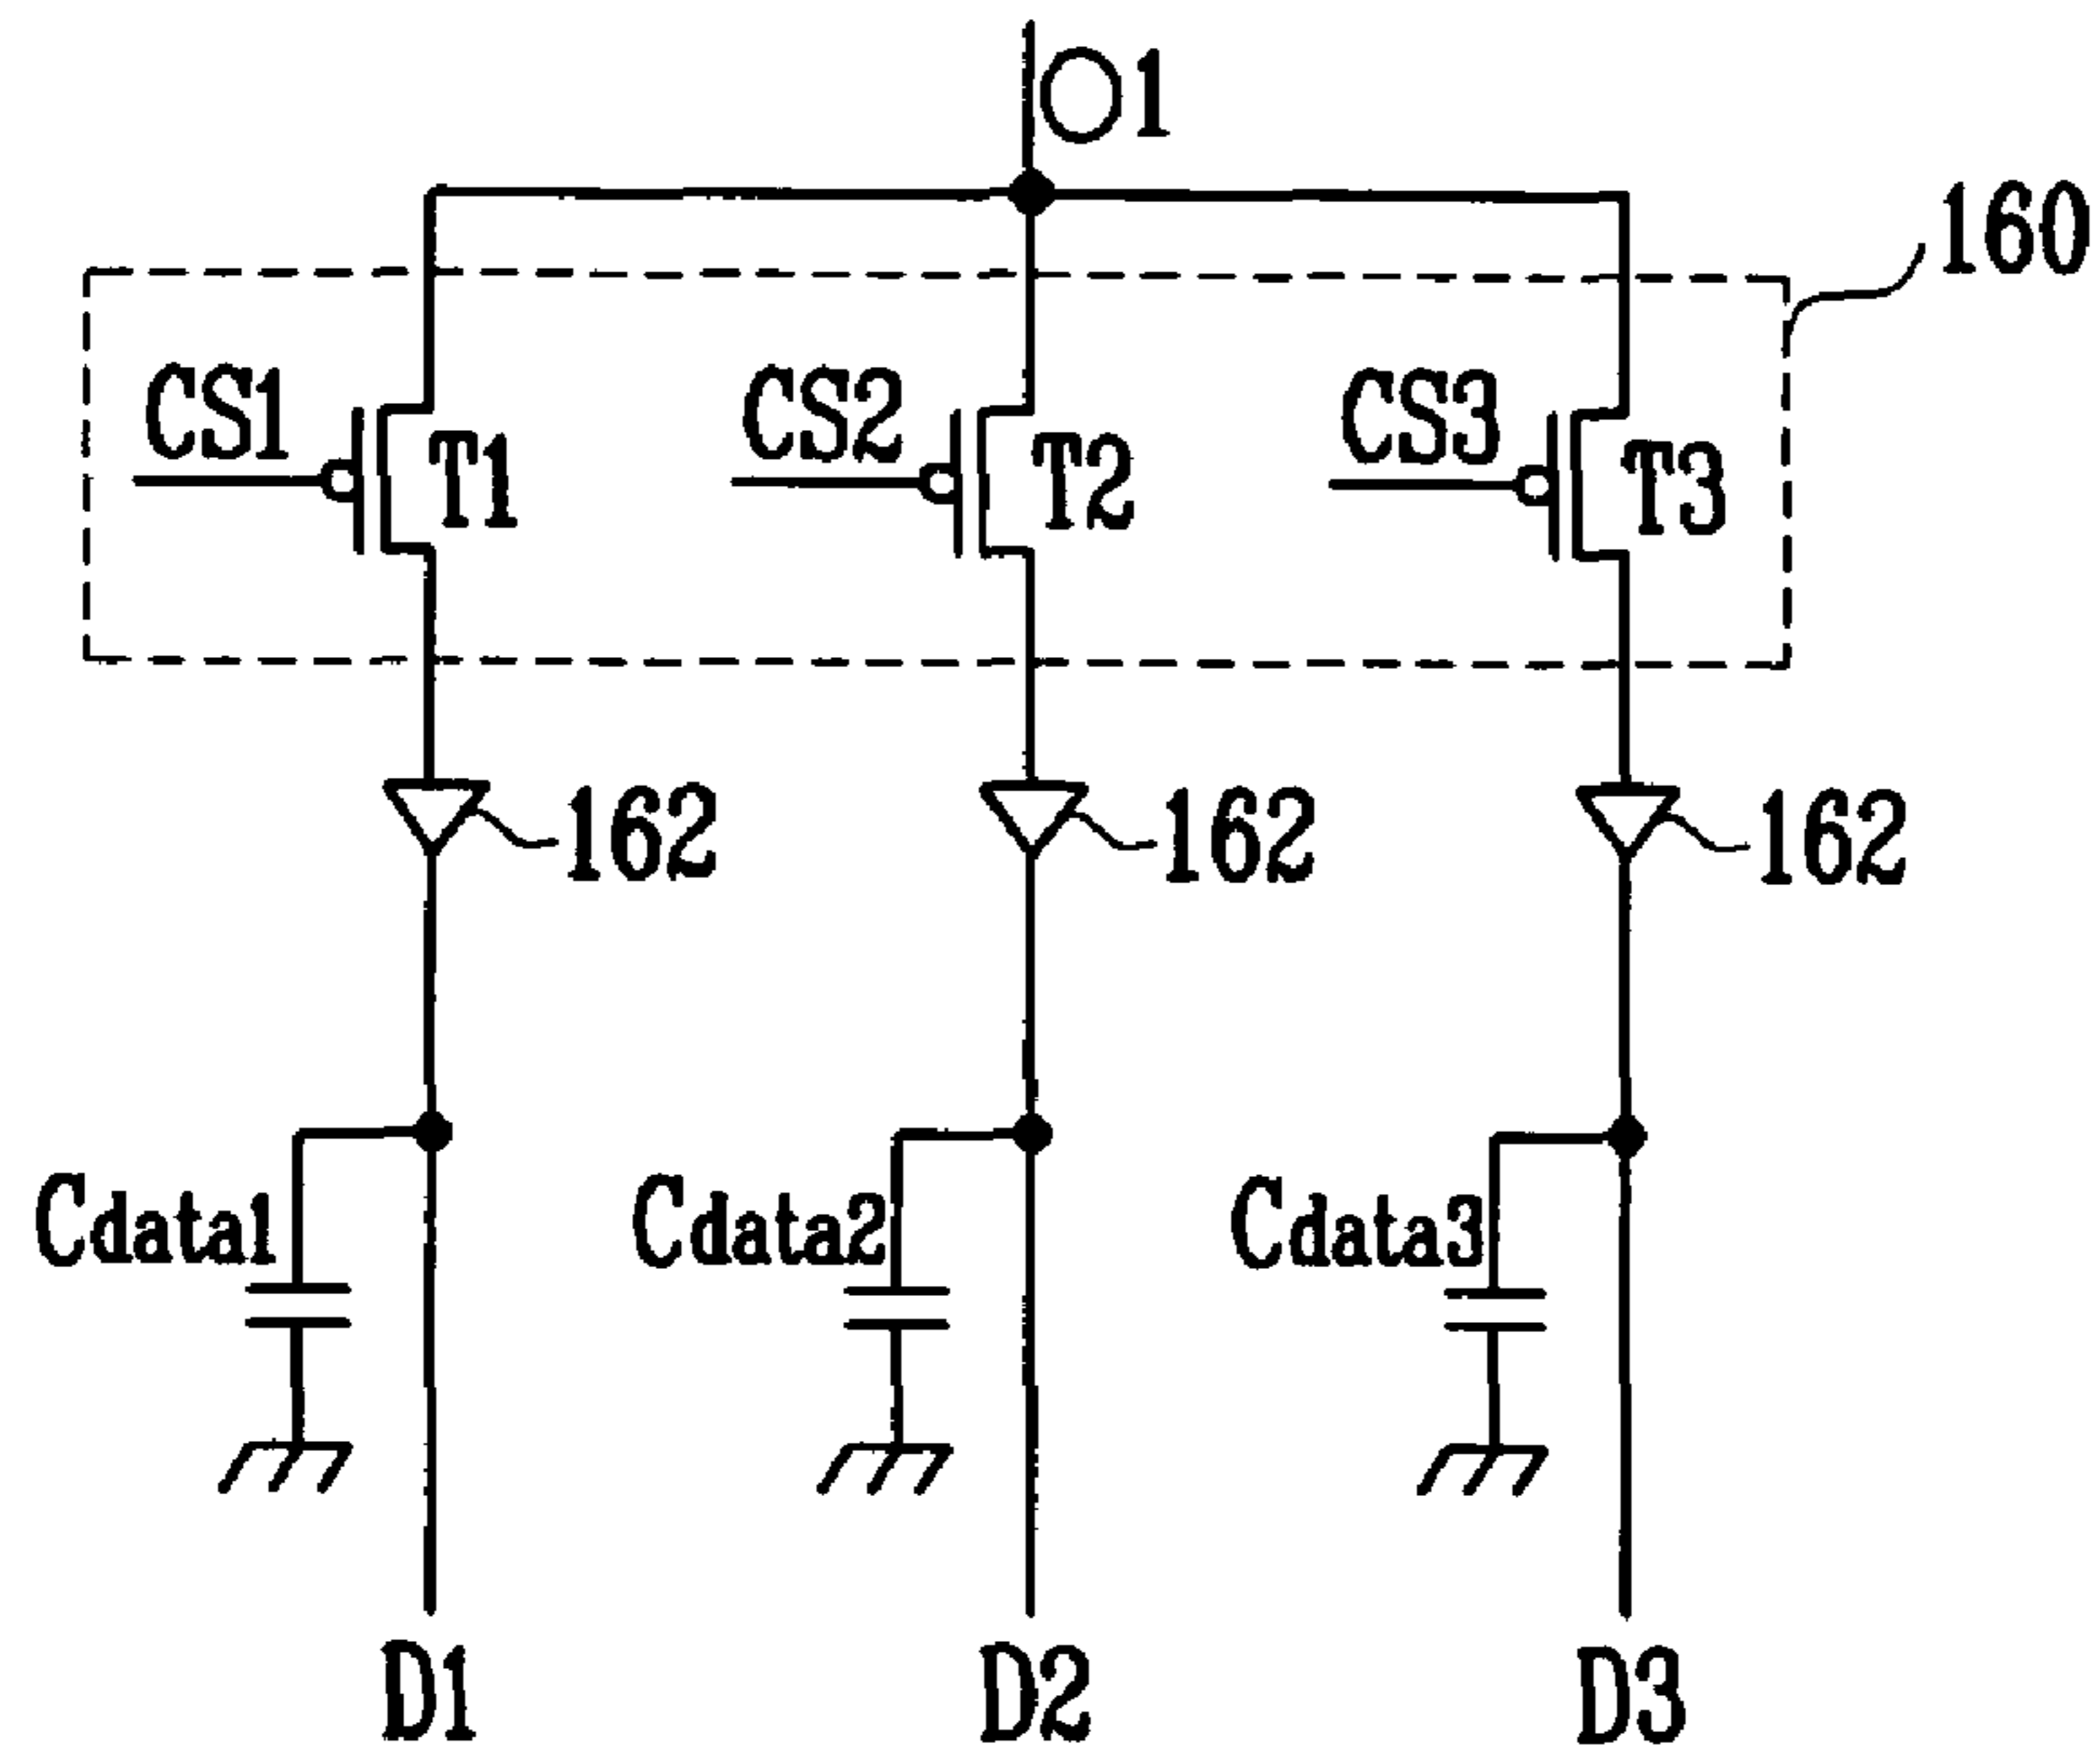 O1
160
CS1
CS2
CS3
T1
T2
T3
162
162
162
Cdata1
Cdata2
Cdata3
D1
D2
D3